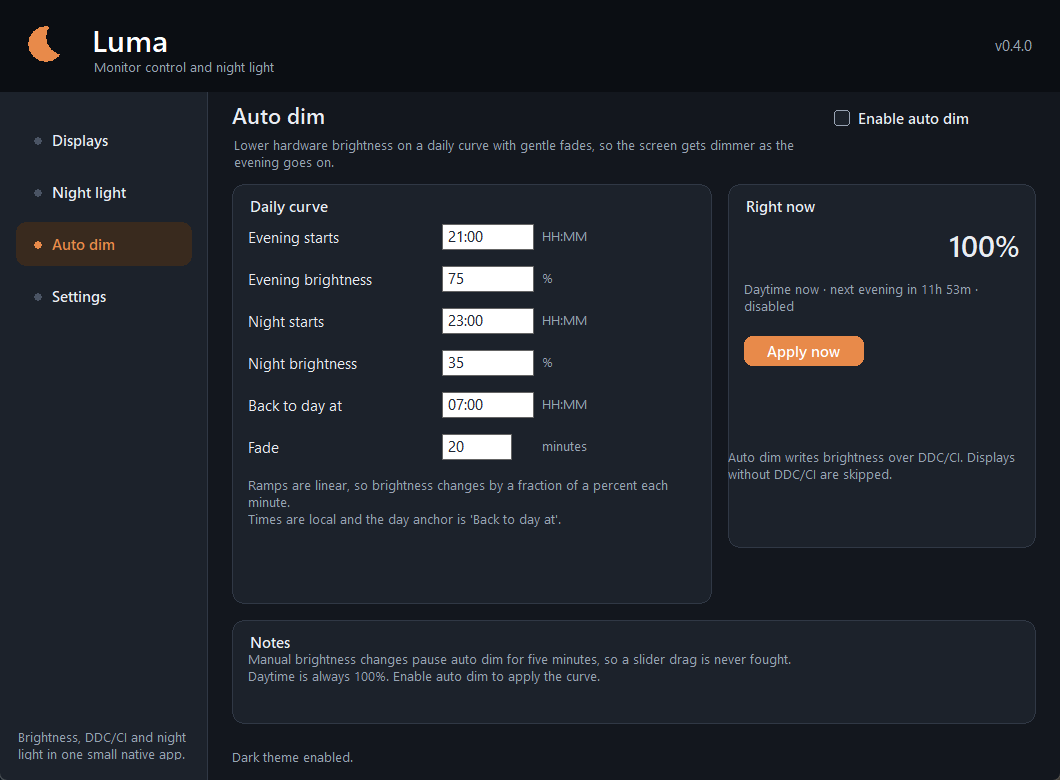 Luma
Monitor control and night light
v0.4.0
Displays
Night light
Auto dim
Settings
Brightness, DDC/CI and night
light in one small native app.
Auto dim
Enable auto dim
Lower hardware brightness on a daily curve with gentle fades, so the screen gets dimmer as the
evening goes on.
Daily curve
Evening starts 21:00 HH:MM
Evening brightness 75 %
Night starts 23:00 HH:MM
Night brightness 35 %
Back to day at 07:00 HH:MM
Fade 20 minutes
Ramps are linear, so brightness changes by a fraction of a percent each
minute.
Times are local and the day anchor is 'Back to day at'.
Right now
100%
Daytime now · next evening in 11h 53m ·
disabled
Apply now
Auto dim writes brightness over DDC/CI. Displays
without DDC/CI are skipped.
Notes
Manual brightness changes pause auto dim for five minutes, so a slider drag is never fought.
Daytime is always 100%. Enable auto dim to apply the curve.
Dark theme enabled.